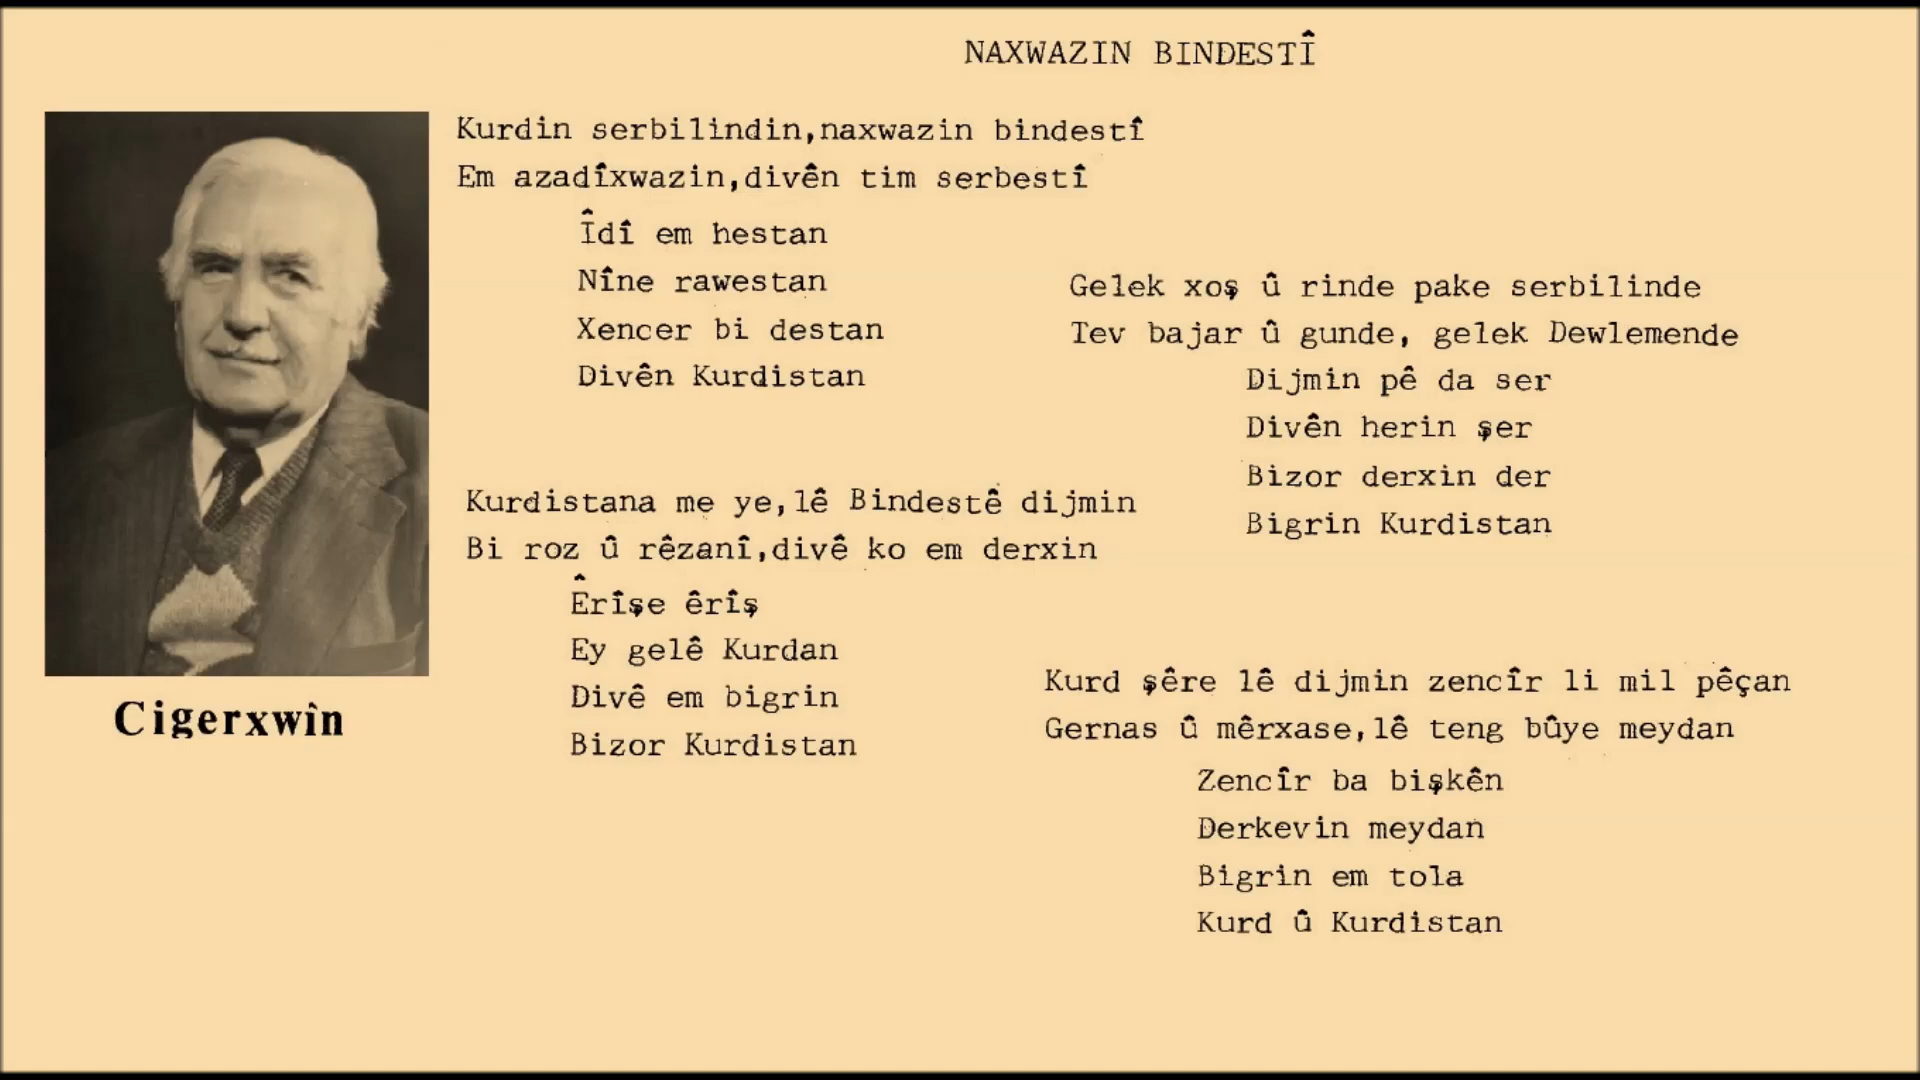 NAXWAZIN BINDESTÎ
Kurdin serbilindin,naxwazin bindestî
Em azadîxwazin,divên tim serbestî
Îdî em hestan
Nîne rawestan
Xencer bi destan
Divên Kurdistan
Gelek xoş û rinde pake serbilinde
Tev bajar û gunde, gelek Dewlemende
Dijmin pê da ser
Divên herin şer
Bizor derxin der
Bigrin Kurdistan
Kurdistana me ye,lê Bindestê dijmin
Bi roz û rêzanî,divê ko em derxin
Êrîşe êrîş
Ey gelê Kurdan
Divê em bigrin
Bizor Kurdistan
Kurd şêre lê dijmin zencîr li mil pêçan
Gernas û mêrxase,lê teng bûye meydan
Zencîr ba bişkên
Derkevin meydan
Bigrin em tola
Kurd û Kurdistan
Cigerxwîn